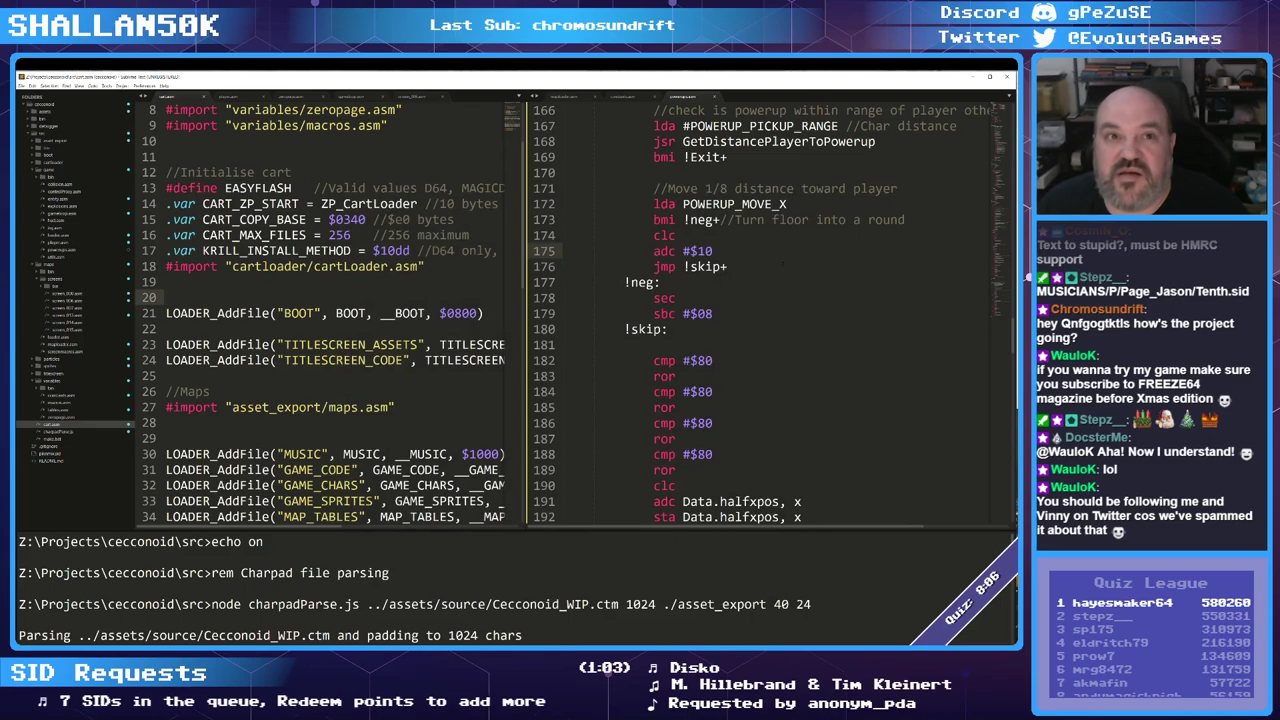 SHALLAN50K
Last Sub: chromosundrift
Discord gPeZuSE
Twitter @EvoluteGames
8 #import "variables/zeropage.asm"
9 #import "variables/macros.asm"
10
11
12 //Initialise cart
13 #define EASYFLASH //Valid values D64, MAGICD
14 .var CART_ZP_START = ZP_CartLoader //10 bytes
15 .var CART_COPY_BASE = $0340 //$e0 bytes
16 .var CART_MAX_FILES = 256 //256 maximum
17 .var KRILL_INSTALL_METHOD = $10dd //D64 only,
18 #import "cartloader/cartLoader.asm"
19
20
21 LOADER_AddFile("BOOT", BOOT, __BOOT, $0800)
22
23 LOADER_AddFile("TITLESCREEN_ASSETS", TITLESCRE
24 LOADER_AddFile("TITLESCREEN_CODE", TITLESCREEN
25
26 //Maps
27 #import "asset_export/maps.asm"
28
29
30 LOADER_AddFile("MUSIC", MUSIC, __MUSIC, $1000)
31 LOADER_AddFile("GAME_CODE", GAME_CODE, __GAME_
32 LOADER_AddFile("GAME_CHARS", GAME_CHARS, __GAM
33 LOADER_AddFile("GAME_SPRITES", GAME_SPRITES,
34 LOADER_AddFile("MAP_TABLES", MAP_TABLES, __MAP
166 //check is powerup within range of player othe
167 lda #POWERUP_PICKUP_RANGE //Char distance
168 jsr GetDistancePlayerToPowerup
169 bmi !Exit+
170
171 //Move 1/8 distance toward player
172 lda POWERUP_MOVE_X
173 bmi !neg+//Turn floor into a round
174 clc
175 adc #$10
176 jmp !skip+
177 !neg:
178 sec
179 sbc #$08
180 !skip:
181
182 cmp #$80
183 ror
184 cmp #$80
185 ror
186 cmp #$80
187 ror
188 cmp #$80
189 ror
190 clc
191 adc Data.halfxpos, x
192 sta Data.halfxpos, x
Z:\Projects\cecconoid\src>echo on
Z:\Projects\cecconoid\src>rem Charpad file parsing
Z:\Projects\cecconoid\src>node charpadParse.js ../assets/source/Cecconoid_WIP.ctm 1024 ./asset_export 40 24
Parsing ../assets/source/Cecconoid_WIP.ctm and padding to 1024 chars
Quiz: 8:06
Text to stupid?, must be HMRC
support
Stepz__:
MUSICIANS/P/Page_Jason/Tenth.sid
Chromosundrift:
hey Qnfgogtktls how's the project
going?
WauloK:
if you wanna try my game make sure
you subscribe to FREEZE64
magazine before Xmas edition
Stepz__:
DocsterMe:
@WauloK Aha! Now I understand!
WauloK: lol
WauloK:
You should be following me and
Vinny on Twitter cos we've spammed
it about that
Quiz League
1 hayesmaker64 580260
2 stepz__ 550331
3 sp175 310973
4 eldritch79 216190
5 prow7 134609
6 mrg8472 131759
7 akmafin 57722
SID Requests
7 SIDs in the queue, Redeem points to add more
(1:03) Disko
M. Hillebrand & Tim Kleinert
Requested by anonym_pda